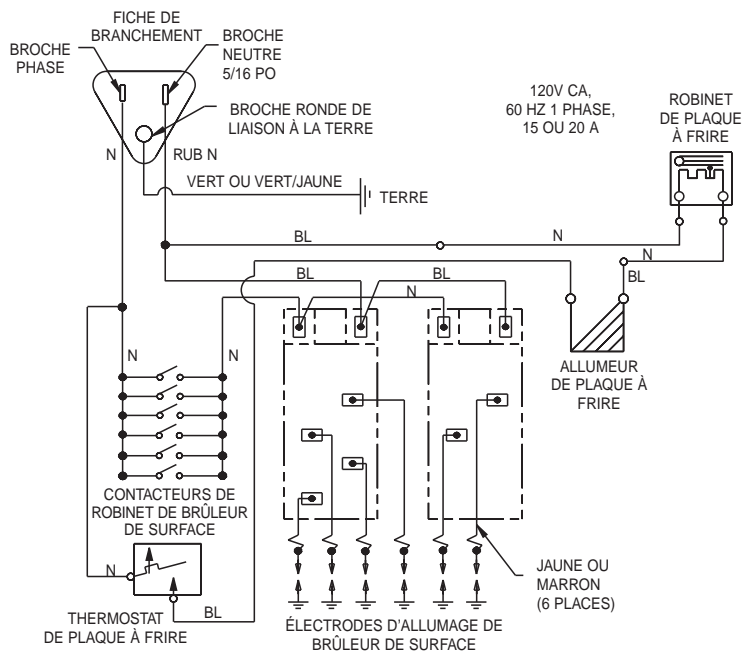 FICHE DE
BRANCHEMENT
BROCHE
PHASE
BROCHE
NEUTRE
5/16 PO
BROCHE RONDE DE
LIAISON À LA TERRE
120V CA,
60 HZ 1 PHASE,
15 OU 20 A
ROBINET
DE PLAQUE
À FRIRE
N
RUB N
VERT OU VERT/JAUNE
TERRE
BL
N
N
BL
BL
BL
N
N
N
ALLUMEUR
DE PLAQUE À
FRIRE
CONTACTEURS DE
ROBINET DE BRÛLEUR
DE SURFACE
N
BL
THERMOSTAT
DE PLAQUE À FRIRE
JAUNE OU
MARRON
(6 PLACES)
ÉLECTRODES D'ALLUMAGE DE
BRÛLEUR DE SURFACE